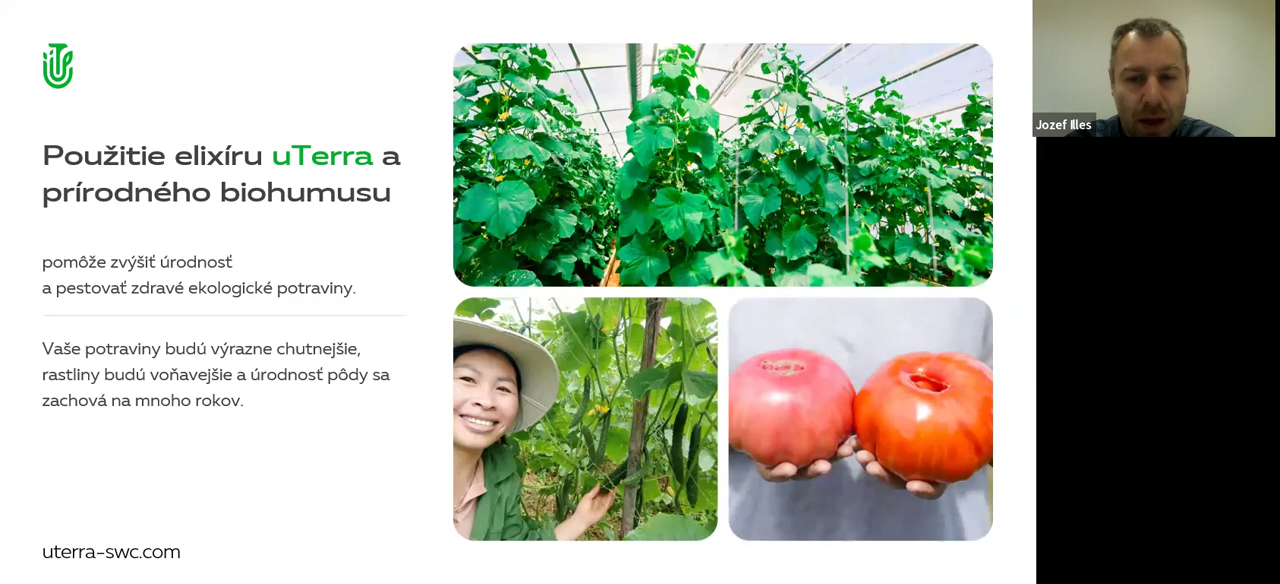 Použitie elixíru uTerra a
prírodného biohumusu
pomôže zvýšiť úrodnosť
a pestovať zdravé ekologické potraviny.
Vaše potraviny budú výrazne chutnejšie,
rastliny budú voňavejšie a úrodnosť pôdy sa
zachová na mnoho rokov.
uterra-swc.com
Jozef Illes